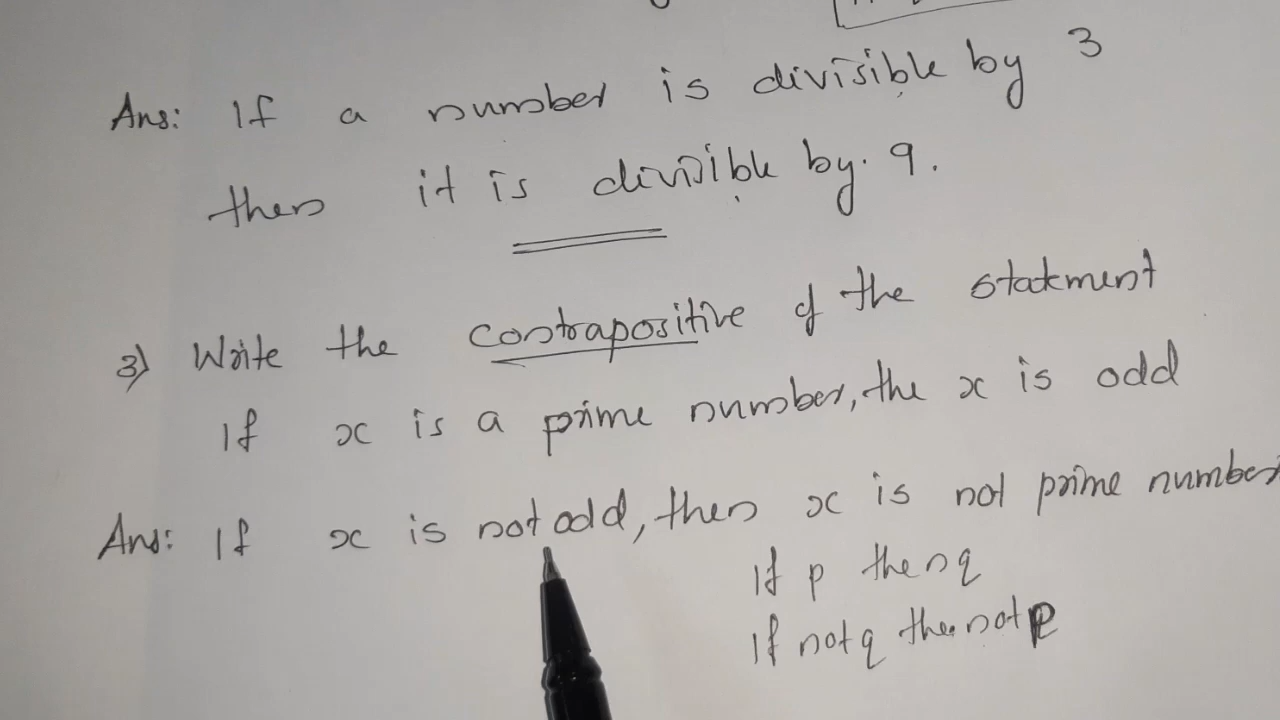 Ans: If a number is divisible by 3
then it is divisible by. 9.
3) Write the contrapositive of the statement
If x is a prime number, the x is odd
Ans: If x is not odd, then x is not prime number
If p then q
If not q then not p